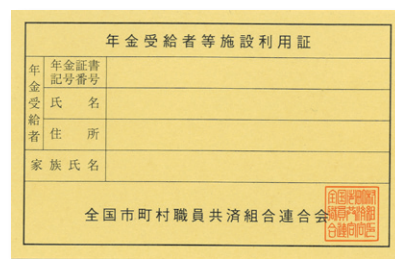 年金受給者等施設利用証
年金受給者
年金証書
記号番号
氏名
住所
家族氏名
全国市町村職員共済組合連合会